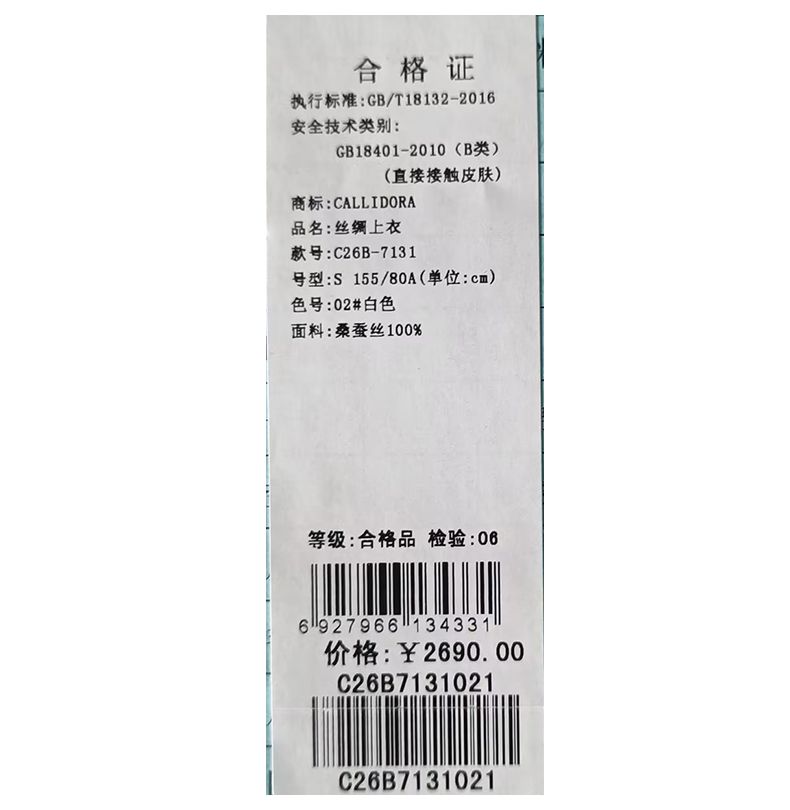 合格证
执行标准:GB/T18132-2016
安全技术类别:
GB18401-2010（B类）
(直接接触皮肤)
商标:CALLIDORA
品名:丝绸上衣
款号:C26B-7131
号型:S 155/80A(单位:cm)
色号:02#白色
面料:桑蚕丝100%
等级:合格品 检验:06
6 927966 134331
价格:￥2690.00
C26B7131021
C26B7131021